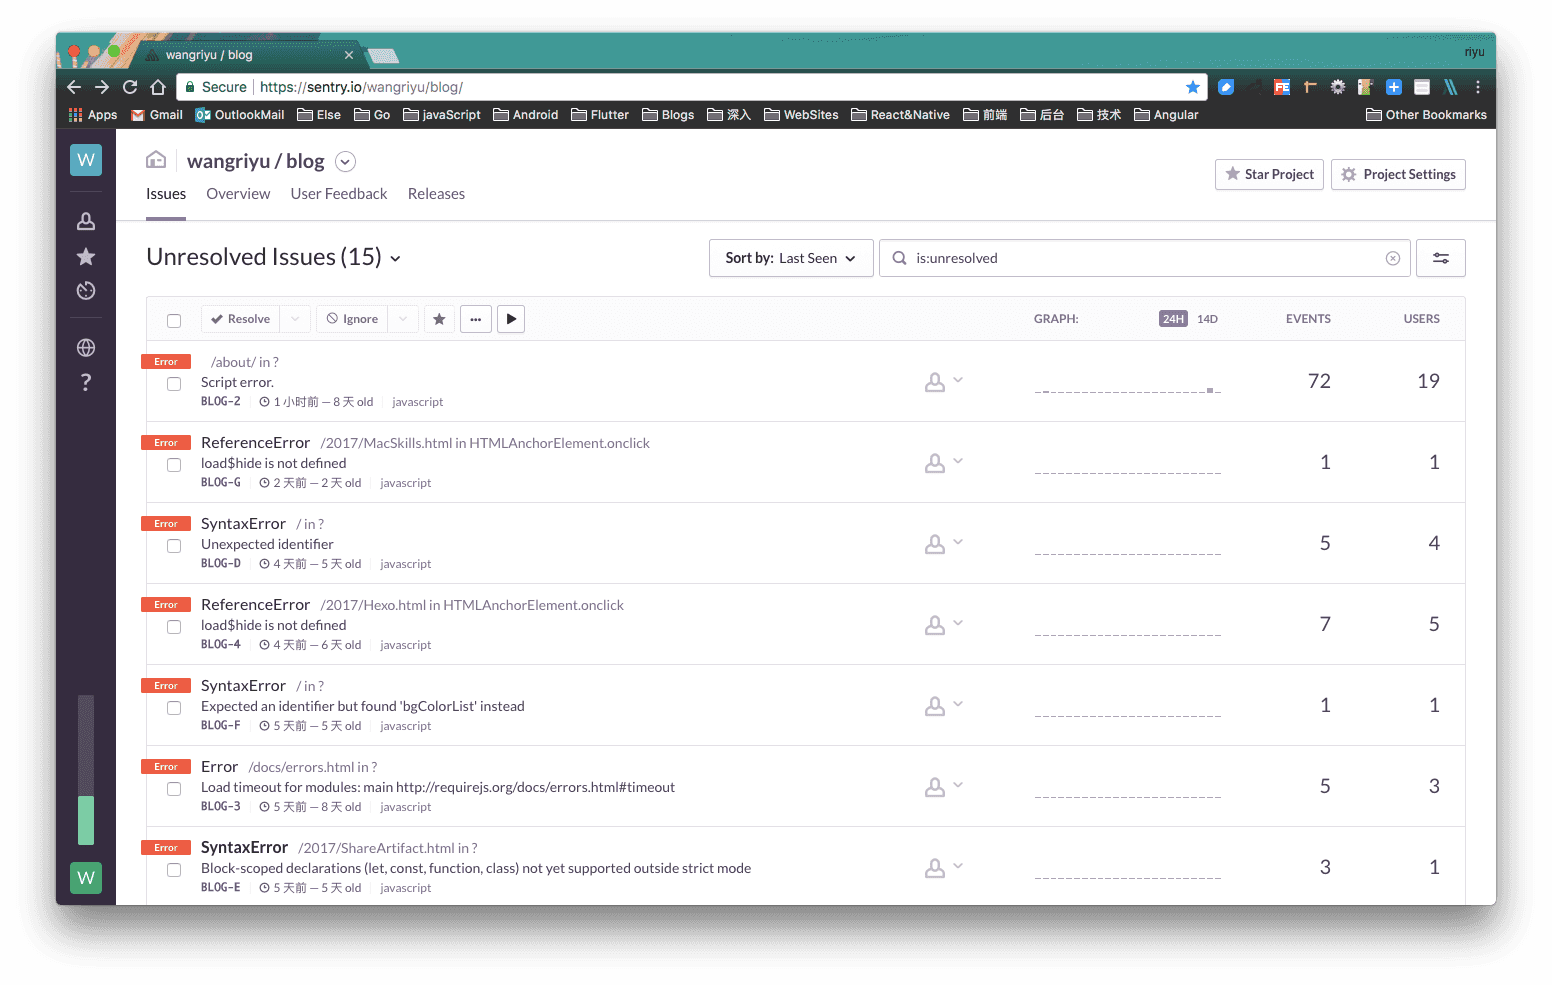 wangriyu / blog
riyu
Secure https://sentry.io/wangriyu/blog/
Apps Gmail OutlookMail Else Go javaScript Android Flutter Blogs 深入 WebSites React&Native 前端 后台 技术 Angular Other Bookmarks
W
wangriyu / blog
Star Project Project Settings
Issues Overview User Feedback Releases
Unresolved Issues (15)
Sort by: Last Seen
is:unresolved
Resolve Ignore GRAPH: 24H 14D EVENTS USERS
Error /about/ in ?
Script error. 72 19
BLOG-2 1 小时前 — 8 天 old javascript
Error ReferenceError /2017/MacSkills.html in HTMLAnchorElement.onclick
load$hide is not defined 1 1
BLOG-G 2 天前 — 2 天 old javascript
Error SyntaxError / in ?
Unexpected identifier 5 4
BLOG-D 4 天前 — 5 天 old javascript
Error ReferenceError /2017/Hexo.html in HTMLAnchorElement.onclick
load$hide is not defined 7 5
BLOG-4 4 天前 — 6 天 old javascript
Error SyntaxError / in ?
Expected an identifier but found 'bgColorList' instead 1 1
BLOG-F 5 天前 — 5 天 old javascript
Error Error /docs/errors.html in ?
Load timeout for modules: main http://requirejs.org/docs/errors.html#timeout 5 3
BLOG-3 5 天前 — 8 天 old javascript
Error SyntaxError /2017/ShareArtifact.html in ?
Block-scoped declarations (let, const, function, class) not yet supported outside strict mode 3 1
BLOG-E 5 天前 — 5 天 old javascript
W